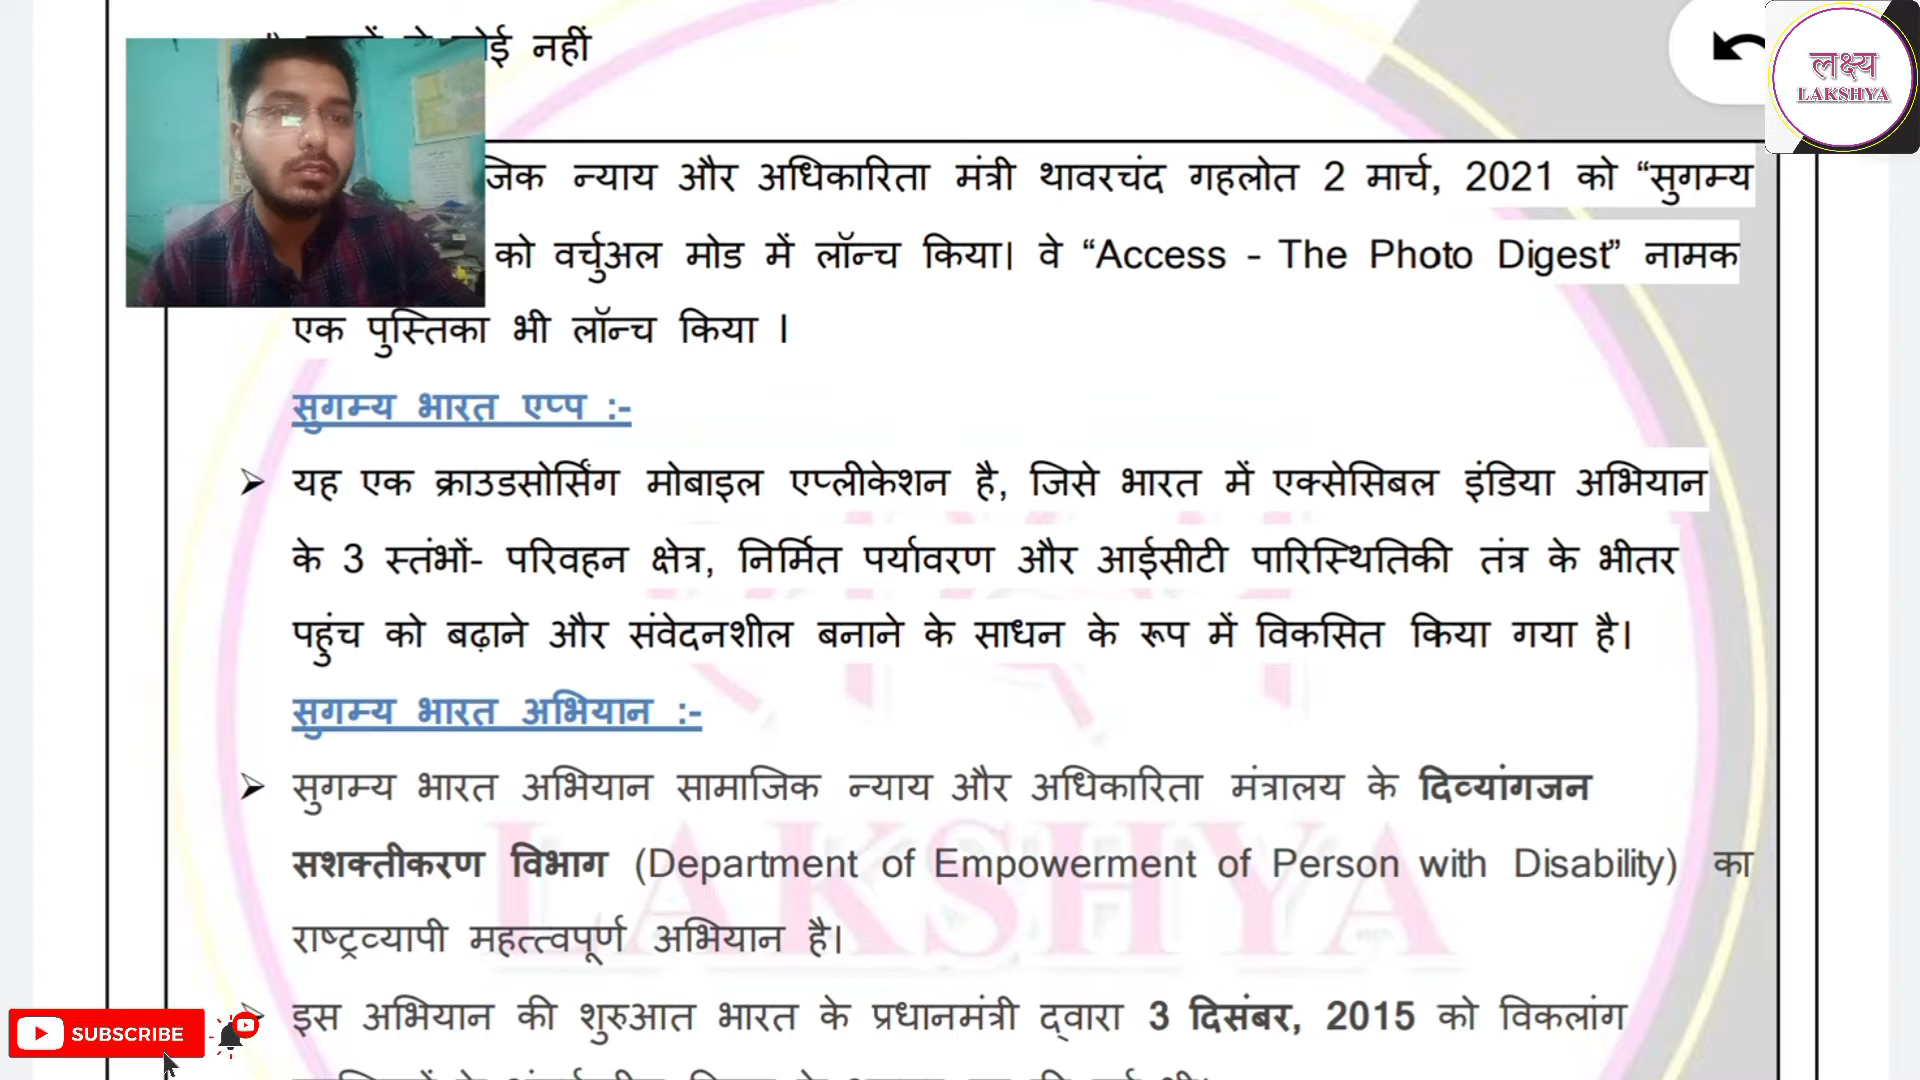 कोई नहीं
लक्ष्य
LAKSHYA
जिक न्याय और अधिकारिता मंत्री थावरचंद गहलोत 2 मार्च, 2021 को “सुगम्य
को वर्चुअल मोड में लॉन्च किया। वे “Access - The Photo Digest” नामक
एक पुस्तिका भी लॉन्च किया ।
सुगम्य भारत एप्प :-
➢ यह एक क्राउडसोर्सिंग मोबाइल एप्लीकेशन है, जिसे भारत में एक्सेसिबल इंडिया अभियान
के 3 स्तंभों- परिवहन क्षेत्र, निर्मित पर्यावरण और आईसीटी पारिस्थितिकी तंत्र के भीतर
पहुंच को बढ़ाने और संवेदनशील बनाने के साधन के रूप में विकसित किया गया है।
सुगम्य भारत अभियान :-
➢ सुगम्य भारत अभियान सामाजिक न्याय और अधिकारिता मंत्रालय के दिव्यांगजन
सशक्तीकरण विभाग (Department of Empowerment of Person with Disability) का
राष्ट्रव्यापी महत्त्वपूर्ण अभियान है।
➢ इस अभियान की शुरुआत भारत के प्रधानमंत्री द्वारा 3 दिसंबर, 2015 को विकलांग
SUBSCRIBE
LAKSHYA